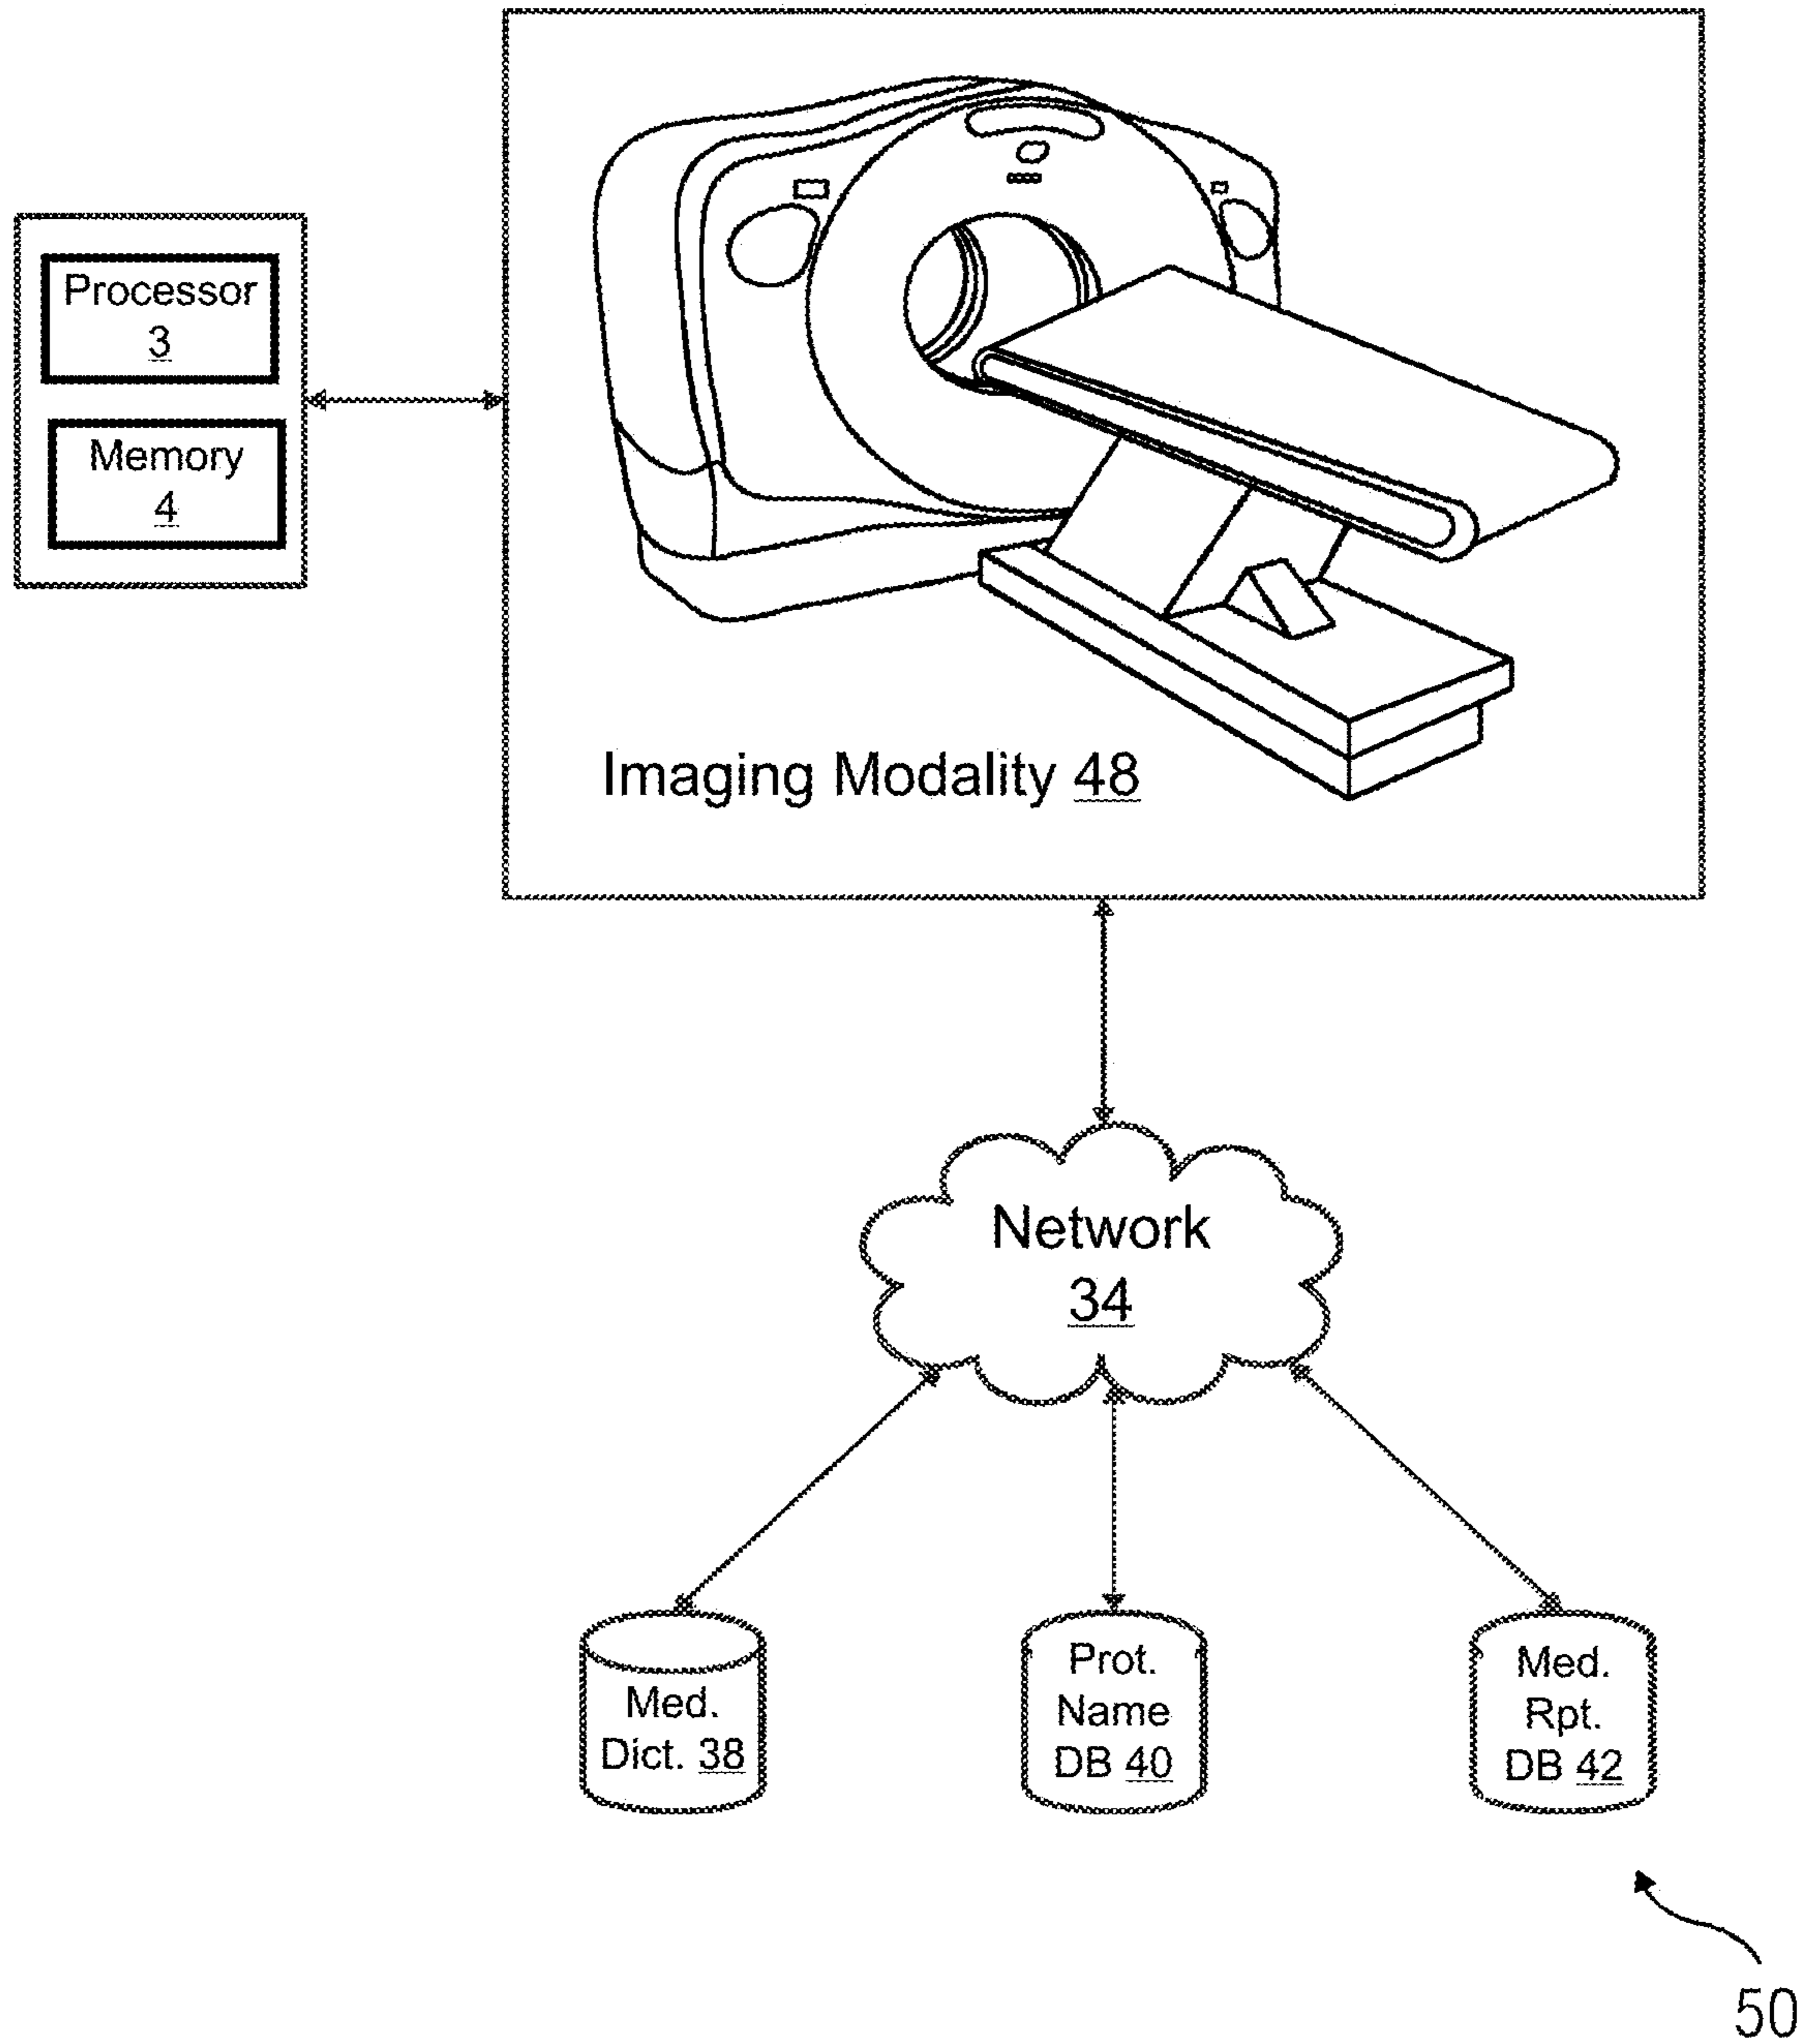 Processor
3
Memory
4
Imaging Modality 48
Network
34
Med.
Dict. 38
Prot.
Name
DB 40
Med.
Rpt.
DB 42
50